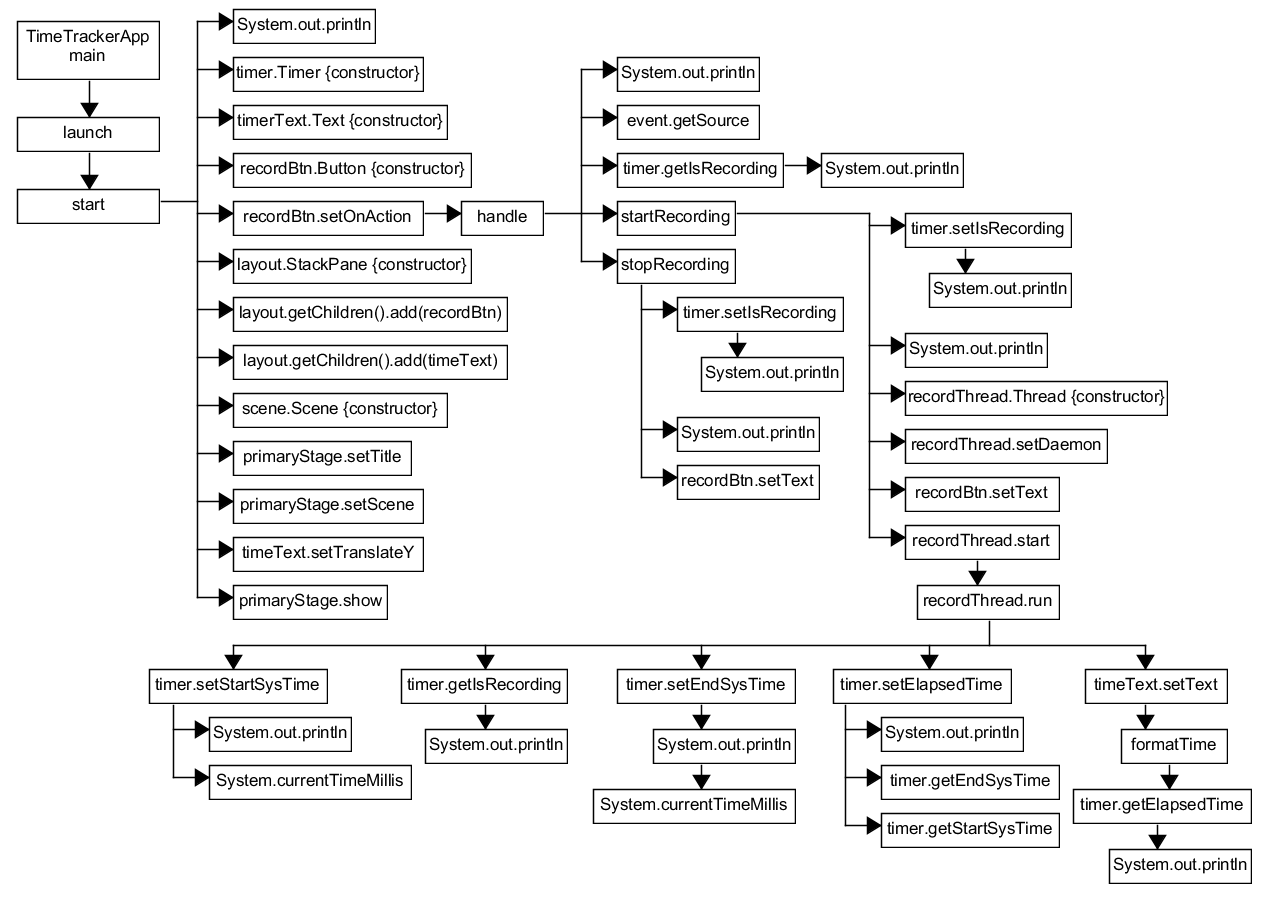 TimeTrackerApp
main
launch
start
System.out.println
timer.Timer {constructor}
timerText.Text {constructor}
recordBtn.Button {constructor}
recordBtn.setOnAction
layout.StackPane {constructor}
layout.getChildren().add(recordBtn)
layout.getChildren().add(timeText)
scene.Scene {constructor}
primaryStage.setTitle
primaryStage.setScene
timeText.setTranslateY
primaryStage.show
handle
System.out.println
event.getSource
timer.getIsRecording
System.out.println
startRecording
stopRecording
timer.setIsRecording
System.out.println
System.out.println
recordBtn.setText
timer.setIsRecording
System.out.println
System.out.println
recordThread.Thread {constructor}
recordThread.setDaemon
recordBtn.setText
recordThread.start
recordThread.run
timer.setStartSysTime
System.out.println
System.currentTimeMillis
timer.getIsRecording
System.out.println
timer.setEndSysTime
System.out.println
System.currentTimeMillis
timer.setElapsedTime
System.out.println
timer.getEndSysTime
timer.getStartSysTime
timeText.setText
formatTime
timer.getElapsedTime
System.out.println